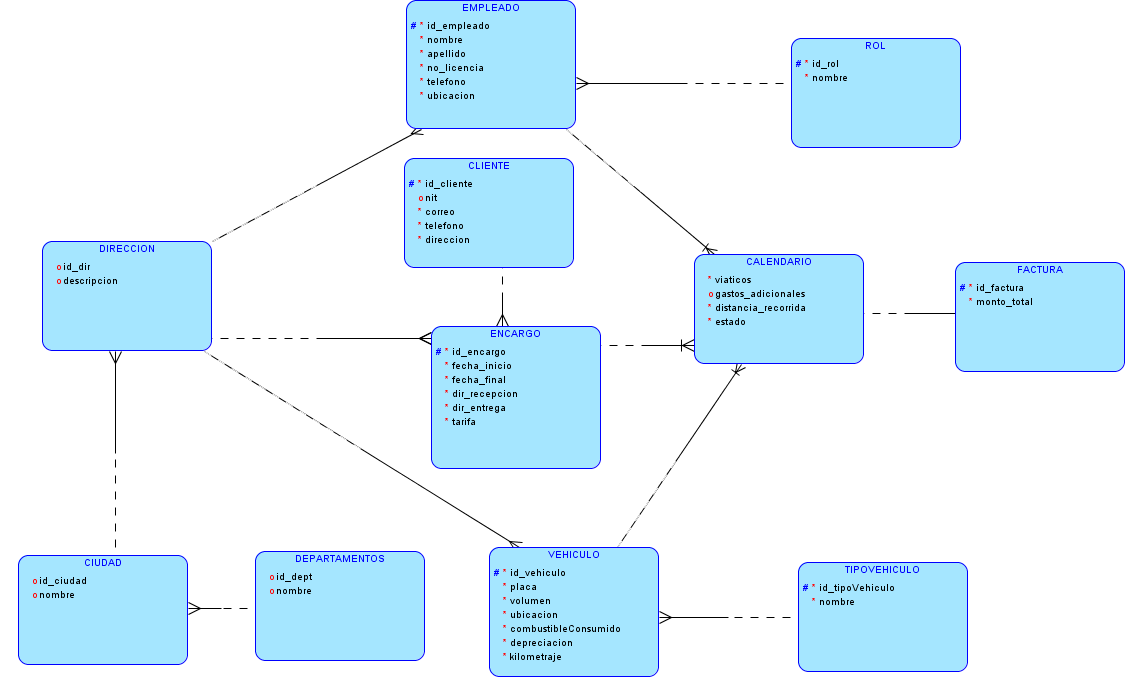 EMPLEADO
# * id_empleado
* nombre
* apellido
* no_licencia
* telefono
* ubicacion
ROL
# * id_rol
* nombre
CLIENTE
# * id_cliente
o nit
* correo
* telefono
* direccion
DIRECCION
o id_dir
o descripcion
CALENDARIO
* viaticos
o gastos_adicionales
* distancia_recorrida
* estado
FACTURA
# * id_factura
* monto_total
ENCARGO
# * id_encargo
* fecha_inicio
* fecha_final
* dir_recepcion
* dir_entrega
* tarifa
CIUDAD
o id_ciudad
o nombre
DEPARTAMENTOS
o id_dept
o nombre
VEHICULO
# * id_vehiculo
* placa
* volumen
* ubicacion
* combustibleConsumido
* depreciacion
* kilometraje
TIPOVEHICULO
# * id_tipoVehiculo
* nombre